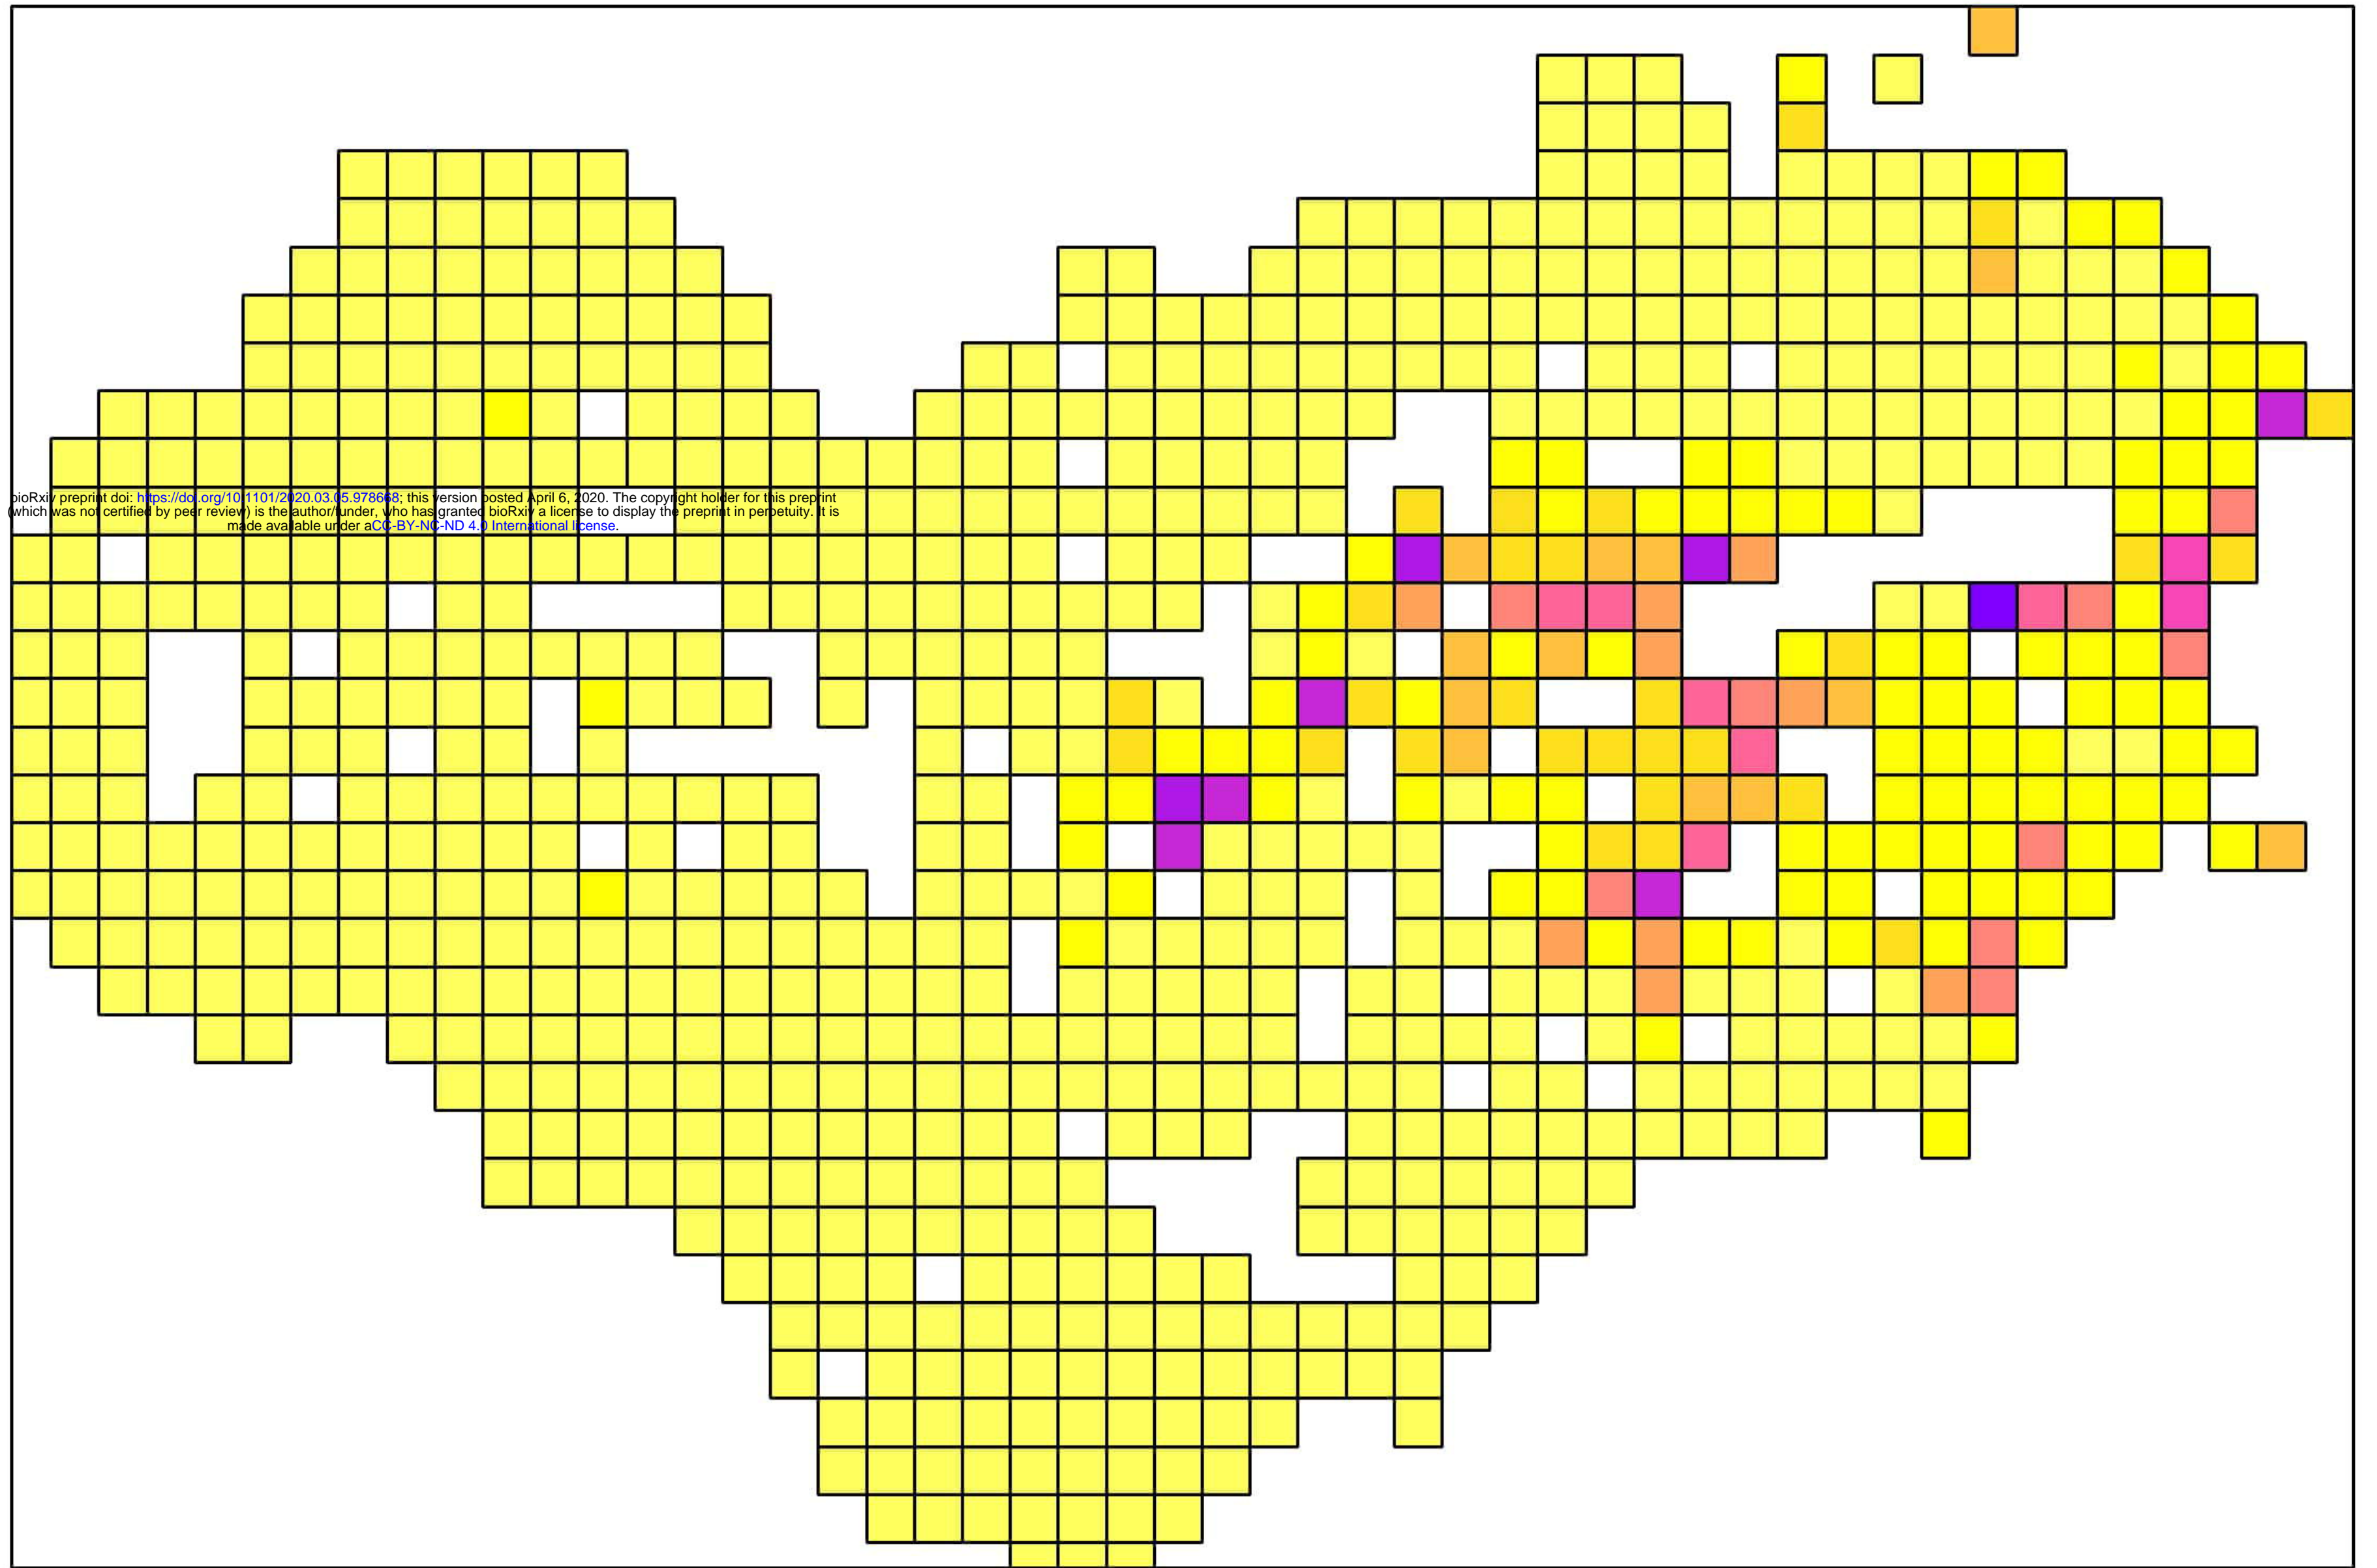 bioRxiv preprint doi: https://doi.org/10.1101/2020.03.05.978668; this version posted April 6, 2020. The copyright holder for this preprint
(which was not certified by peer review) is the author/funder, who has granted bioRxiv a license to display the preprint in perpetuity. It is
made available under aCC-BY-NC-ND 4.0 International license.